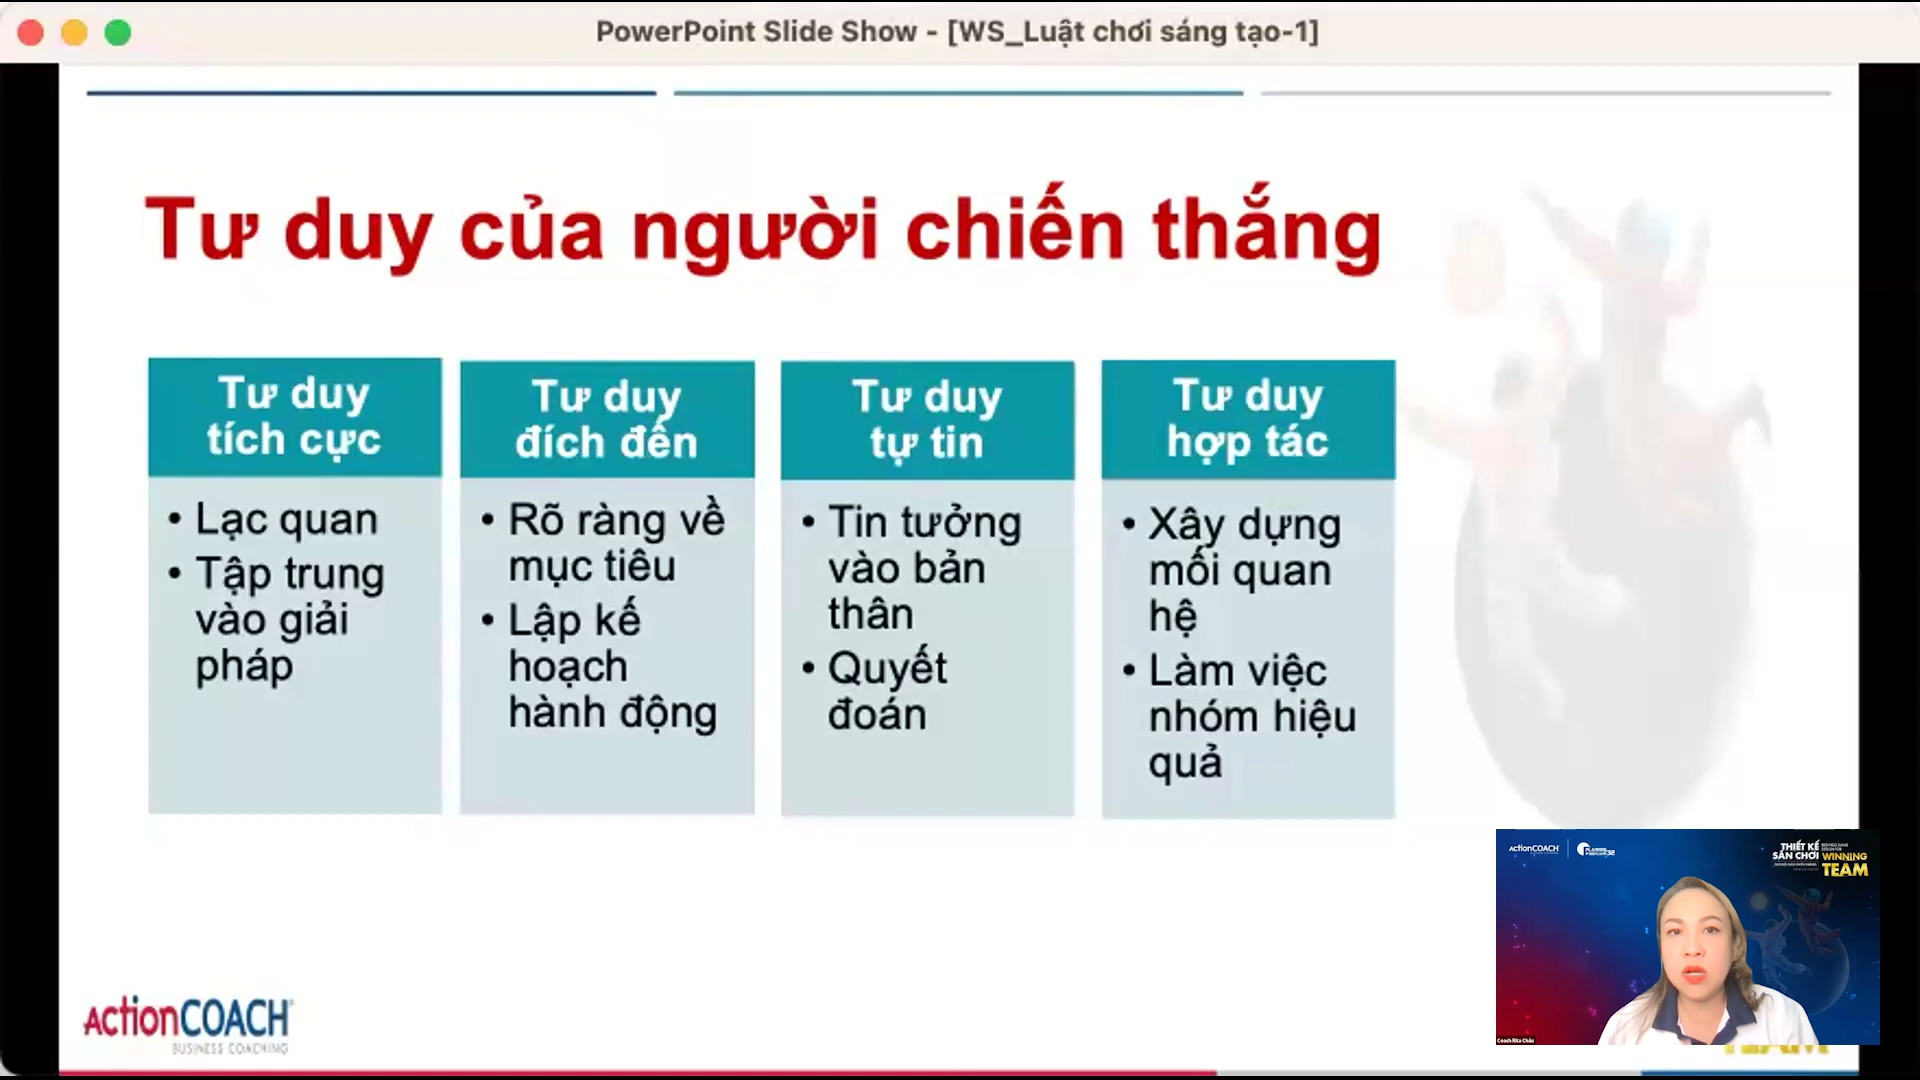 PowerPoint Slide Show - [WS_Luật chơi sáng tạo-1]
Tư duy của người chiến thắng
Tư duy
tích cực
• Lạc quan
• Tập trung
vào giải
pháp
Tư duy
đích đến
• Rõ ràng về
mục tiêu
• Lập kế
hoạch
hành động
Tư duy
tự tin
• Tin tưởng
vào bản
thân
• Quyết
đoán
Tư duy
hợp tác
• Xây dựng
mối quan
hệ
• Làm việc
nhóm hiệu
quả
ActionCOACH
BUSINESS COACHING
ActionCOACH
THIẾT KẾ
SÂN CHƠI
WINNING
TEAM
Coach Rita Châu